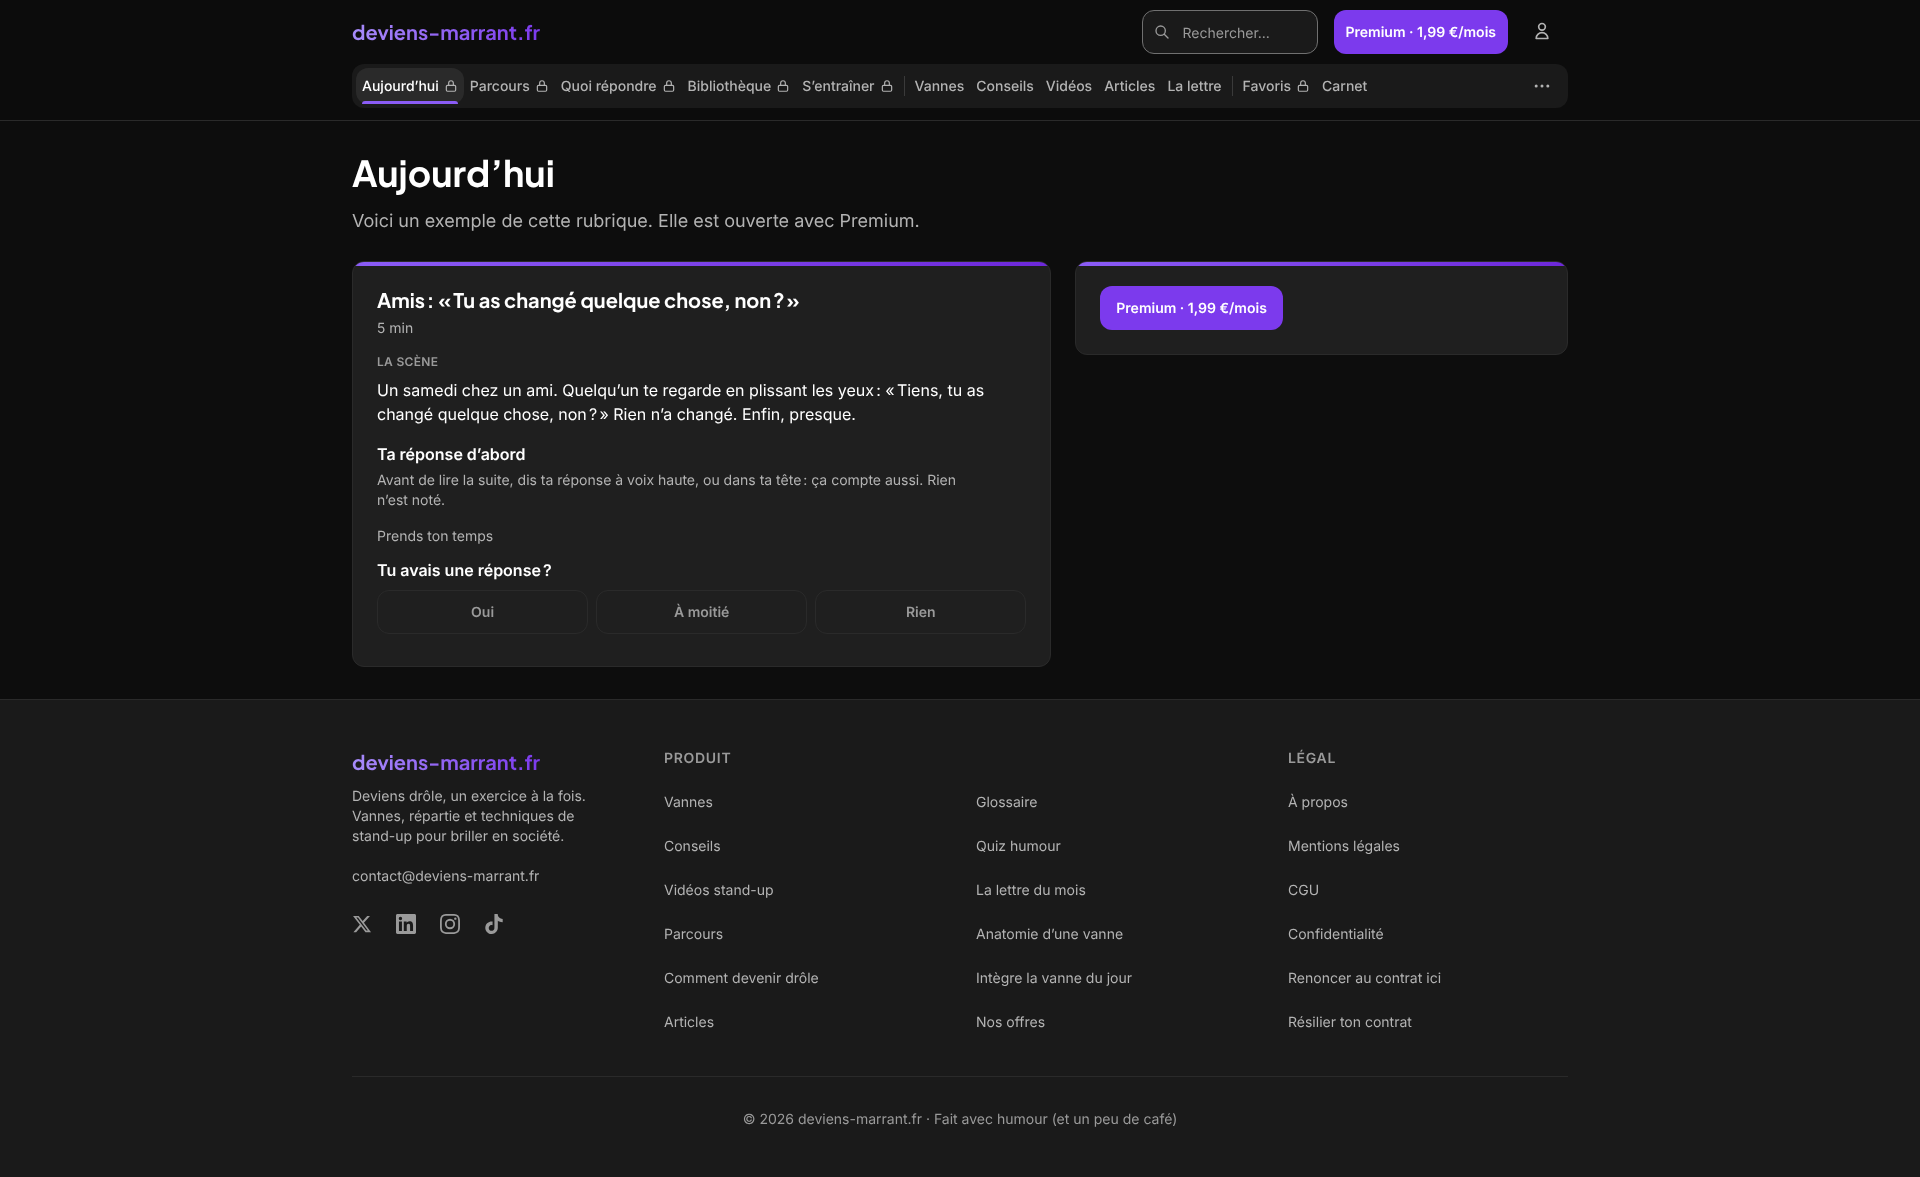 deviens-marrant.fr
Rechercher...
Premium · 1,99 €/mois
Aujourd’hui
Parcours
Quoi répondre
Bibliothèque
S’entraîner
Vannes
Conseils
Vidéos
Articles
La lettre
Favoris
Carnet
Aujourd’hui
Voici un exemple de cette rubrique. Elle est ouverte avec Premium.
Amis : « Tu as changé quelque chose, non ? »
5 min
LA SCÈNE
Un samedi chez un ami. Quelqu’un te regarde en plissant les yeux : « Tiens, tu as
changé quelque chose, non ? » Rien n’a changé. Enfin, presque.
Ta réponse d’abord
Avant de lire la suite, dis ta réponse à voix haute, ou dans ta tête : ça compte aussi. Rien
n’est noté.
Prends ton temps
Tu avais une réponse ?
Oui
À moitié
Rien
Premium · 1,99 €/mois
deviens-marrant.fr
Deviens drôle, un exercice à la fois.
Vannes, répartie et techniques de
stand-up pour briller en société.
contact@deviens-marrant.fr
PRODUIT
Vannes
Conseils
Vidéos stand-up
Parcours
Comment devenir drôle
Articles
Glossaire
Quiz humour
La lettre du mois
Anatomie d’une vanne
Intègre la vanne du jour
Nos offres
LÉGAL
À propos
Mentions légales
CGU
Confidentialité
Renoncer au contrat ici
Résilier ton contrat
© 2026 deviens-marrant.fr · Fait avec humour (et un peu de café)